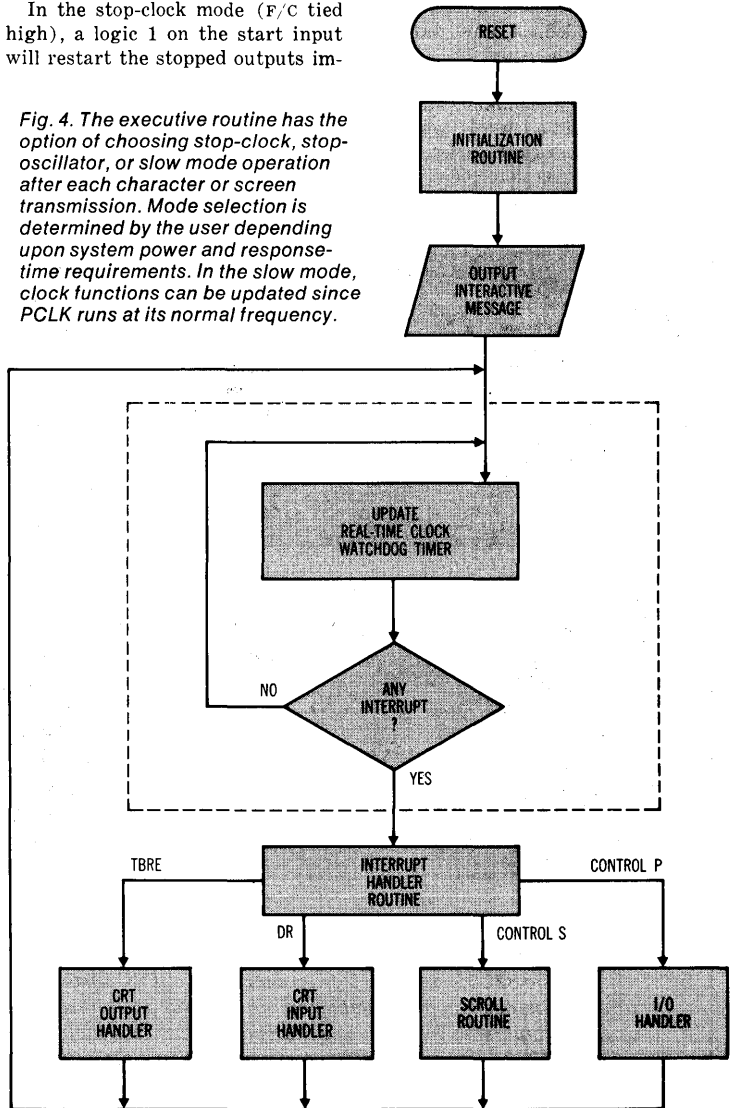 In the stop-clock mode (F/C tied
high), a logic 1 on the start input
will restart the stopped outputs im-
Fig. 4. The executive routine has the
option of choosing stop-clock, stop-
oscillator, or slow mode operation
after each character or screen
transmission. Mode selection is
determined by the user depending
upon system power and response-
time requirements. In the slow mode,
clock functions can be updated since
PCLK runs at its normal frequency.
RESET
INITIALIZATION
ROUTINE
OUTPUT
INTERACTIVE
MESSAGE
UPDATE
REAL-TIME CLOCK
WATCHDOG TIMER
ANY
INTERRUPT
?
NO
YES
INTERRUPT
HANDLER
ROUTINE
TBRE
DR
CONTROL S
CONTROL P
CRT
OUTPUT
HANDLER
CRT
INPUT
HANDLER
SCROLL
ROUTINE
I/O
HANDLER